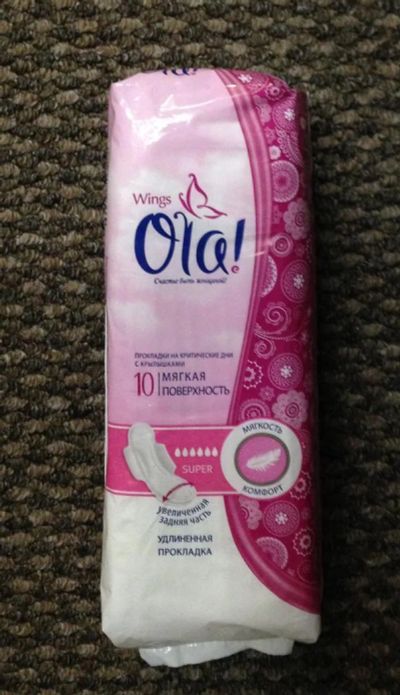 Wings
Ola!
Счастье быть женщиной!
ПРОКЛАДКИ НА КРИТИЧЕСКИЕ ДНИ
С КРЫЛЫШКАМИ
10 МЯГКАЯ
ПОВЕРХНОСТЬ
МЯГКОСТЬ
КОМФОРТ
SUPER
увеличенная
задняя часть
УДЛИНЕННАЯ
ПРОКЛАДКА